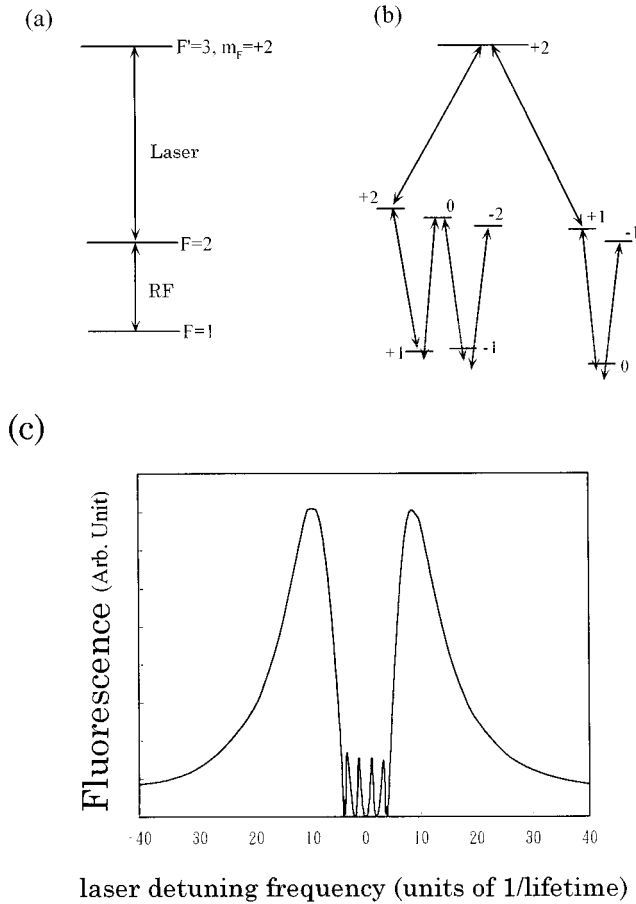 (a)
F'=3, m_F=+2
Laser
F=2
RF
F=1
(b)
+2
+2
0
-2
+1
-1
+1
-1
0
(c)
Fluorescence (Arb. Unit)
-40 30 20 10 0 10 20 30 40
laser detuning frequency (units of 1/lifetime)